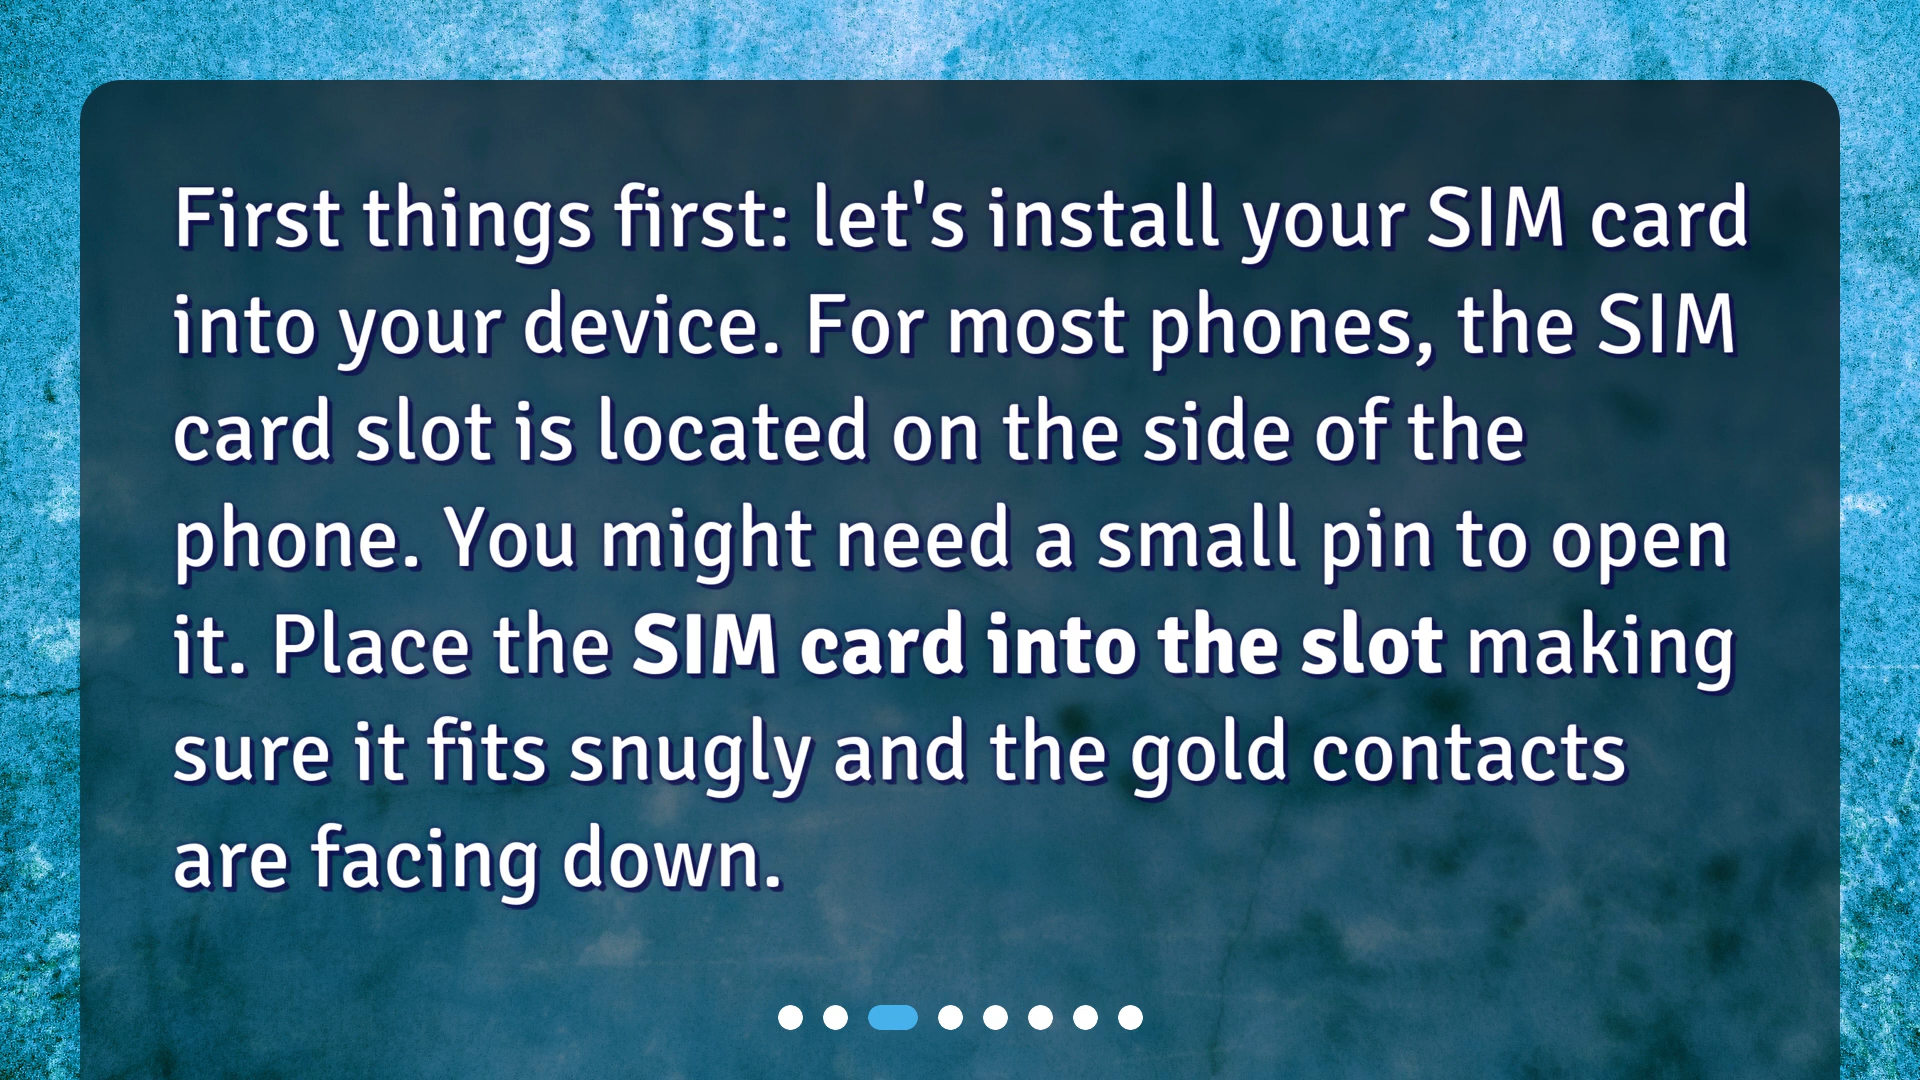 First things first: let's install your SIM card
into your device. For most phones, the SIM
card slot is located on the side of the
phone. You might need a small pin to open
it. Place the SIM card into the slot making
sure it fits snugly and the gold contacts
are facing down.